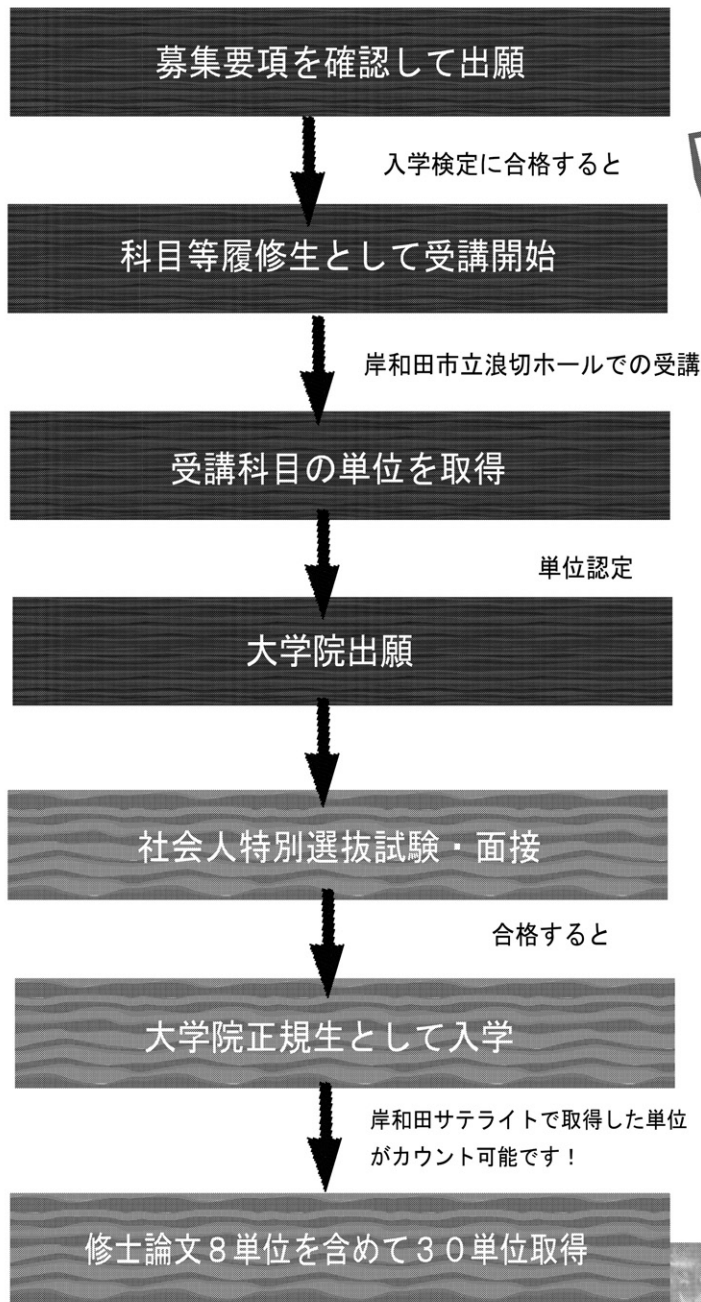 募集要項を確認して出願
入学検定に合格すると
科目等履修生として受講開始
岸和田市立浪切ホールでの受講
受講科目の単位を取得
単位認定
大学院出願
社会人特別選抜試験・面接
合格すると
大学院正規生として入学
岸和田サテライトで取得した単位
がカウント可能です！
修士論文８単位を含めて３０単位取得